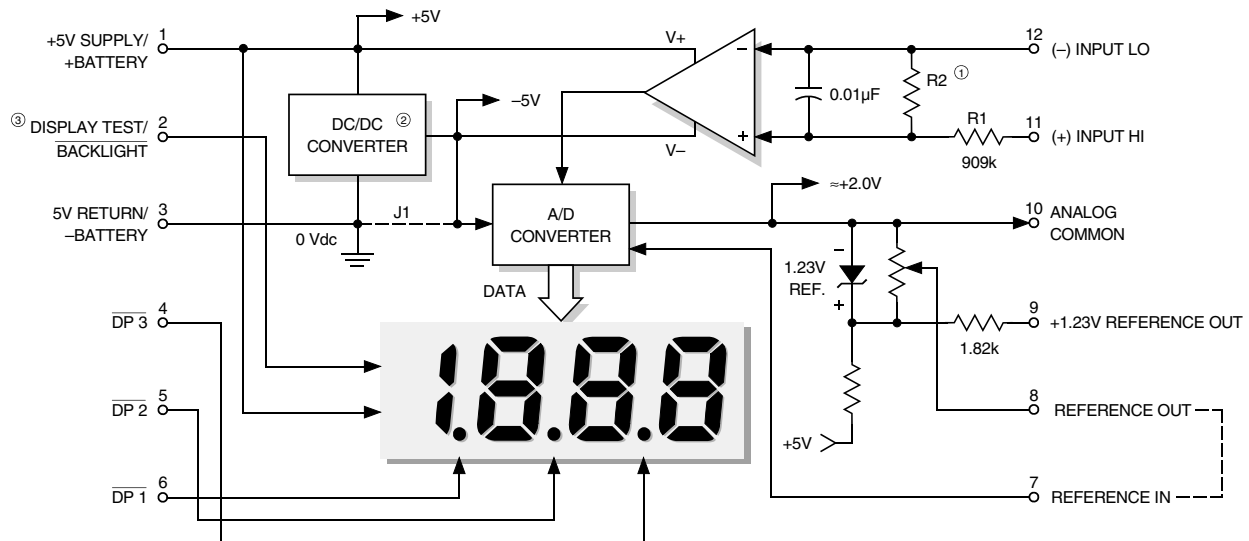 +5V SUPPLY/
+BATTERY
1
+5V
V+
12
(–) INPUT LO
–
③ DISPLAY TEST/
BACKLIGHT
2
DC/DC ②
CONVERTER
–5V
0.01µF
R2 ①
R1
909k
+
11
(+) INPUT HI
V–
5V RETURN/
–BATTERY
3
0 Vdc
J1
A/D
CONVERTER
≈+2.0V
10
ANALOG
COMMON
DATA
–
1.23V
REF.
+
DP 3
4
9
+1.23V REFERENCE OUT
1.82k
1.8.8.8
DP 2
5
8
REFERENCE OUT
+5V
DP 1
6
7
REFERENCE IN